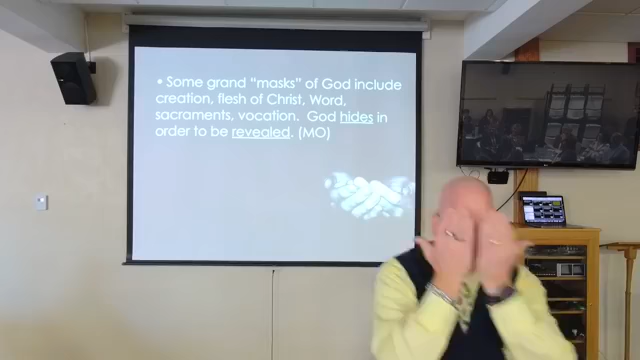 • Some grand “masks” of God include
creation, flesh of Christ, Word,
sacraments, vocation.  God hides in
order to be revealed. (MO)